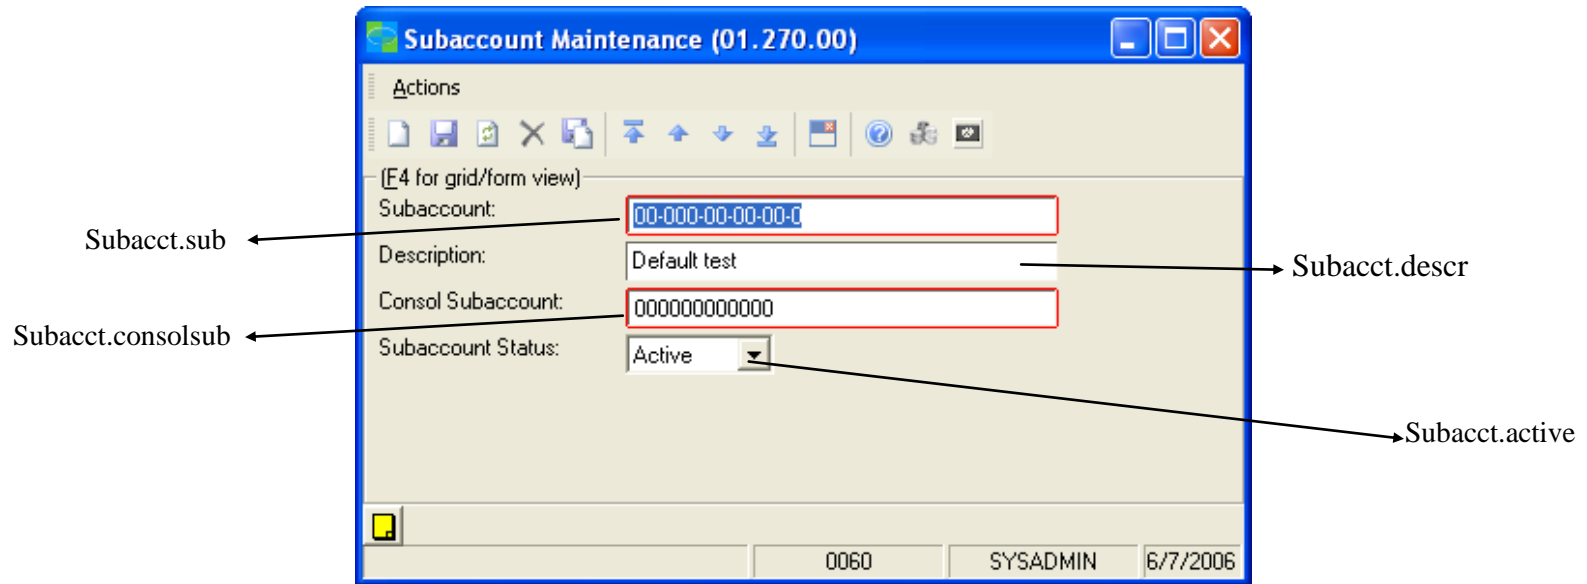 Subaccount Maintenance (01.270.00)
Actions
(F4 for grid/form view)
Subaccount: 00-000-00-00-00-0
Subacct.sub
Description: Default test
Subacct.descr
Consol Subaccount: 000000000000
Subacct.consolsub
Subaccount Status: Active
Subacct.active
0060 SYSADMIN 6/7/2006